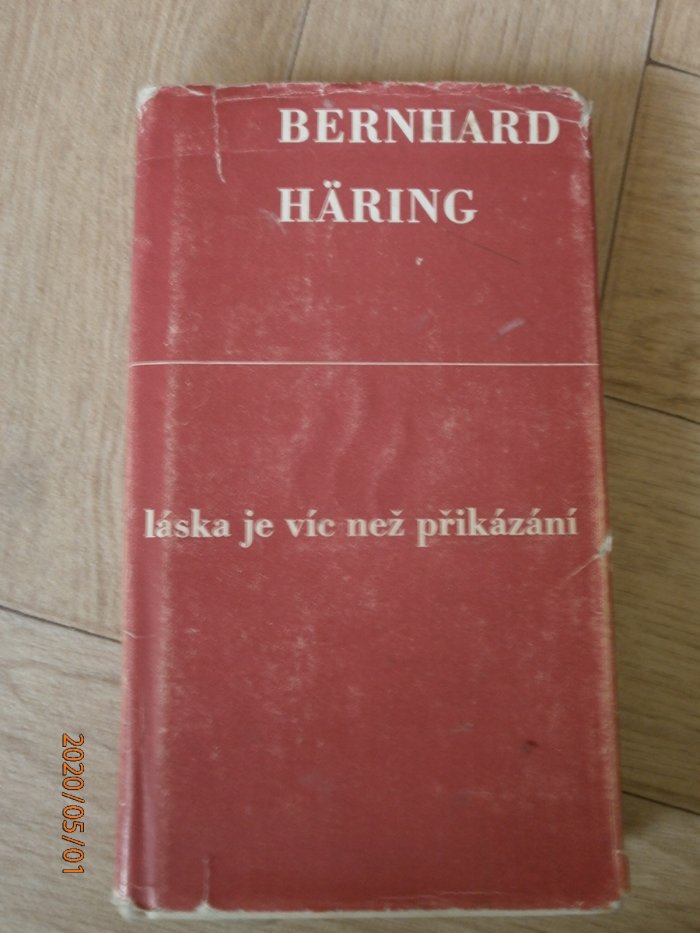 BERNHARD
HÄRING
láska je víc než přikázání
2020/05/01